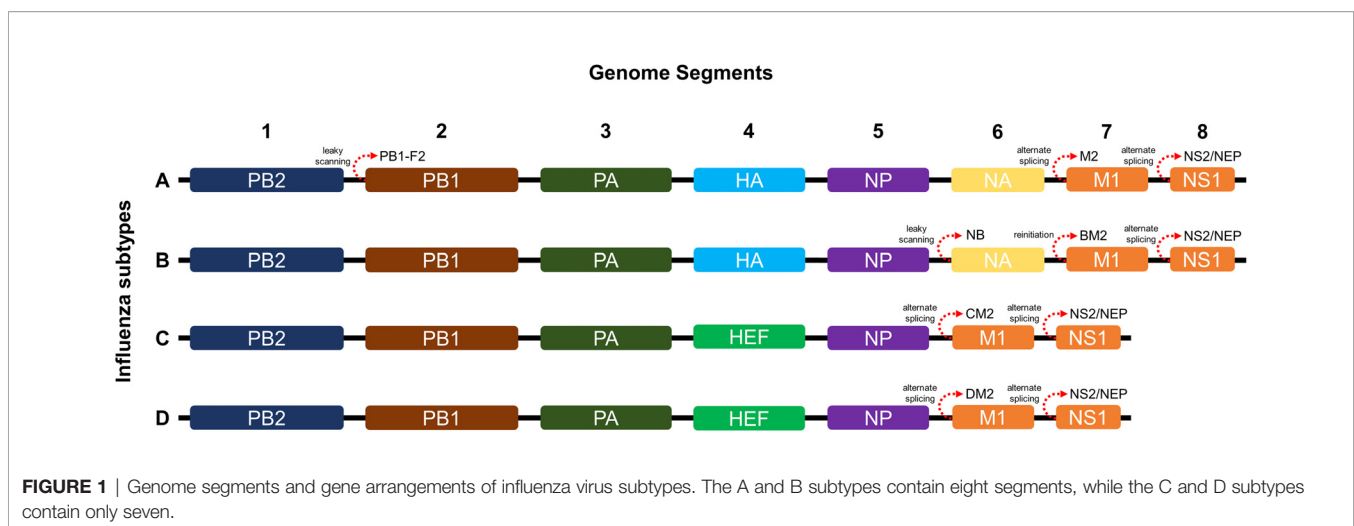 Genome Segments
1 2 3 4 5 6 7 8
Influenza subtypes
leaky
scanning
PB1-F2
alternate
splicing
M2
alternate
splicing
NS2/NEP
A PB2 PB1 PA HA NP NA M1 NS1
leaky
scanning
NB
reinitiation
BM2
alternate
splicing
NS2/NEP
B PB2 PB1 PA HA NP NA M1 NS1
alternate
splicing
CM2
alternate
splicing
NS2/NEP
C PB2 PB1 PA HEF NP M1 NS1
alternate
splicing
DM2
alternate
splicing
NS2/NEP
D PB2 PB1 PA HEF NP M1 NS1
FIGURE 1 | Genome segments and gene arrangements of influenza virus subtypes. The A and B subtypes contain eight segments, while the C and D subtypes
contain only seven.